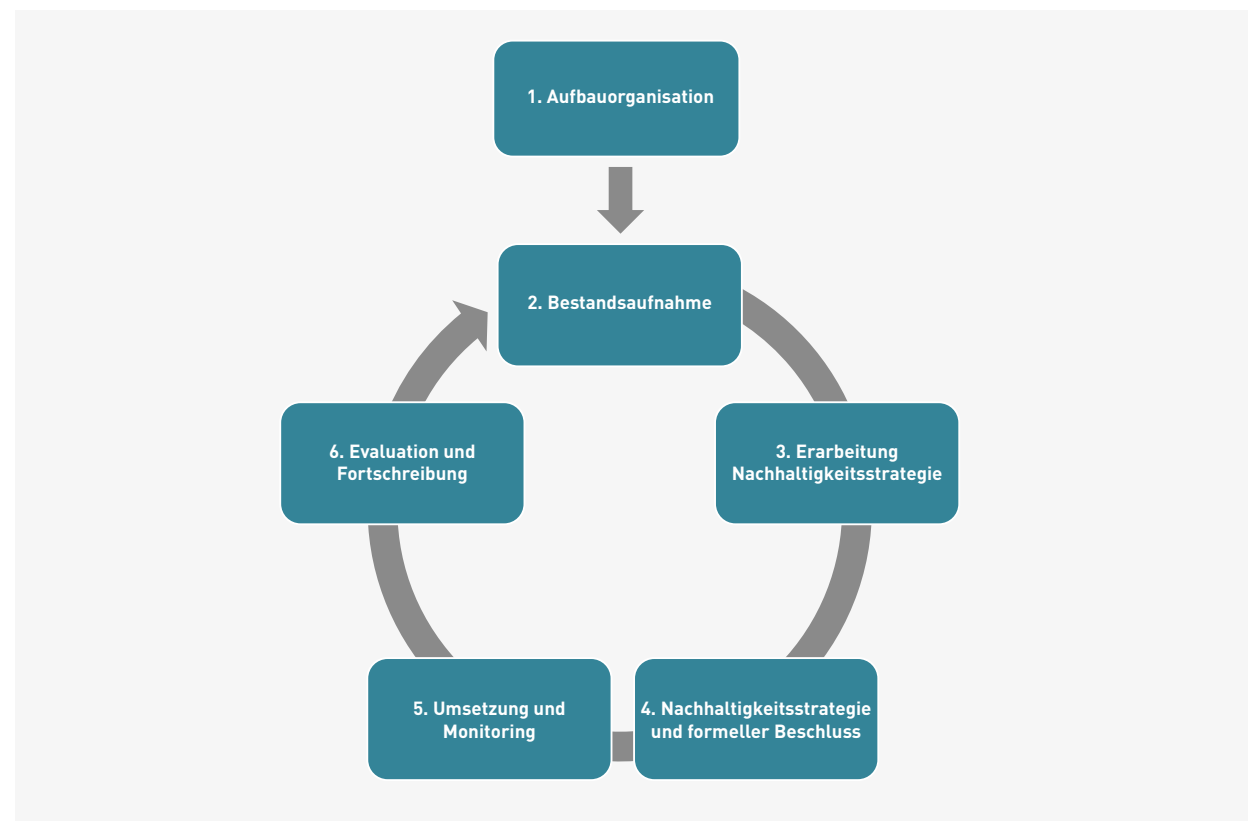 1. Aufbauorganisation
2. Bestandsaufnahme
3. Erarbeitung
Nachhaltigkeitsstrategie
4. Nachhaltigkeitsstrategie
und formeller Beschluss
5. Umsetzung und
Monitoring
6. Evaluation und
Fortschreibung